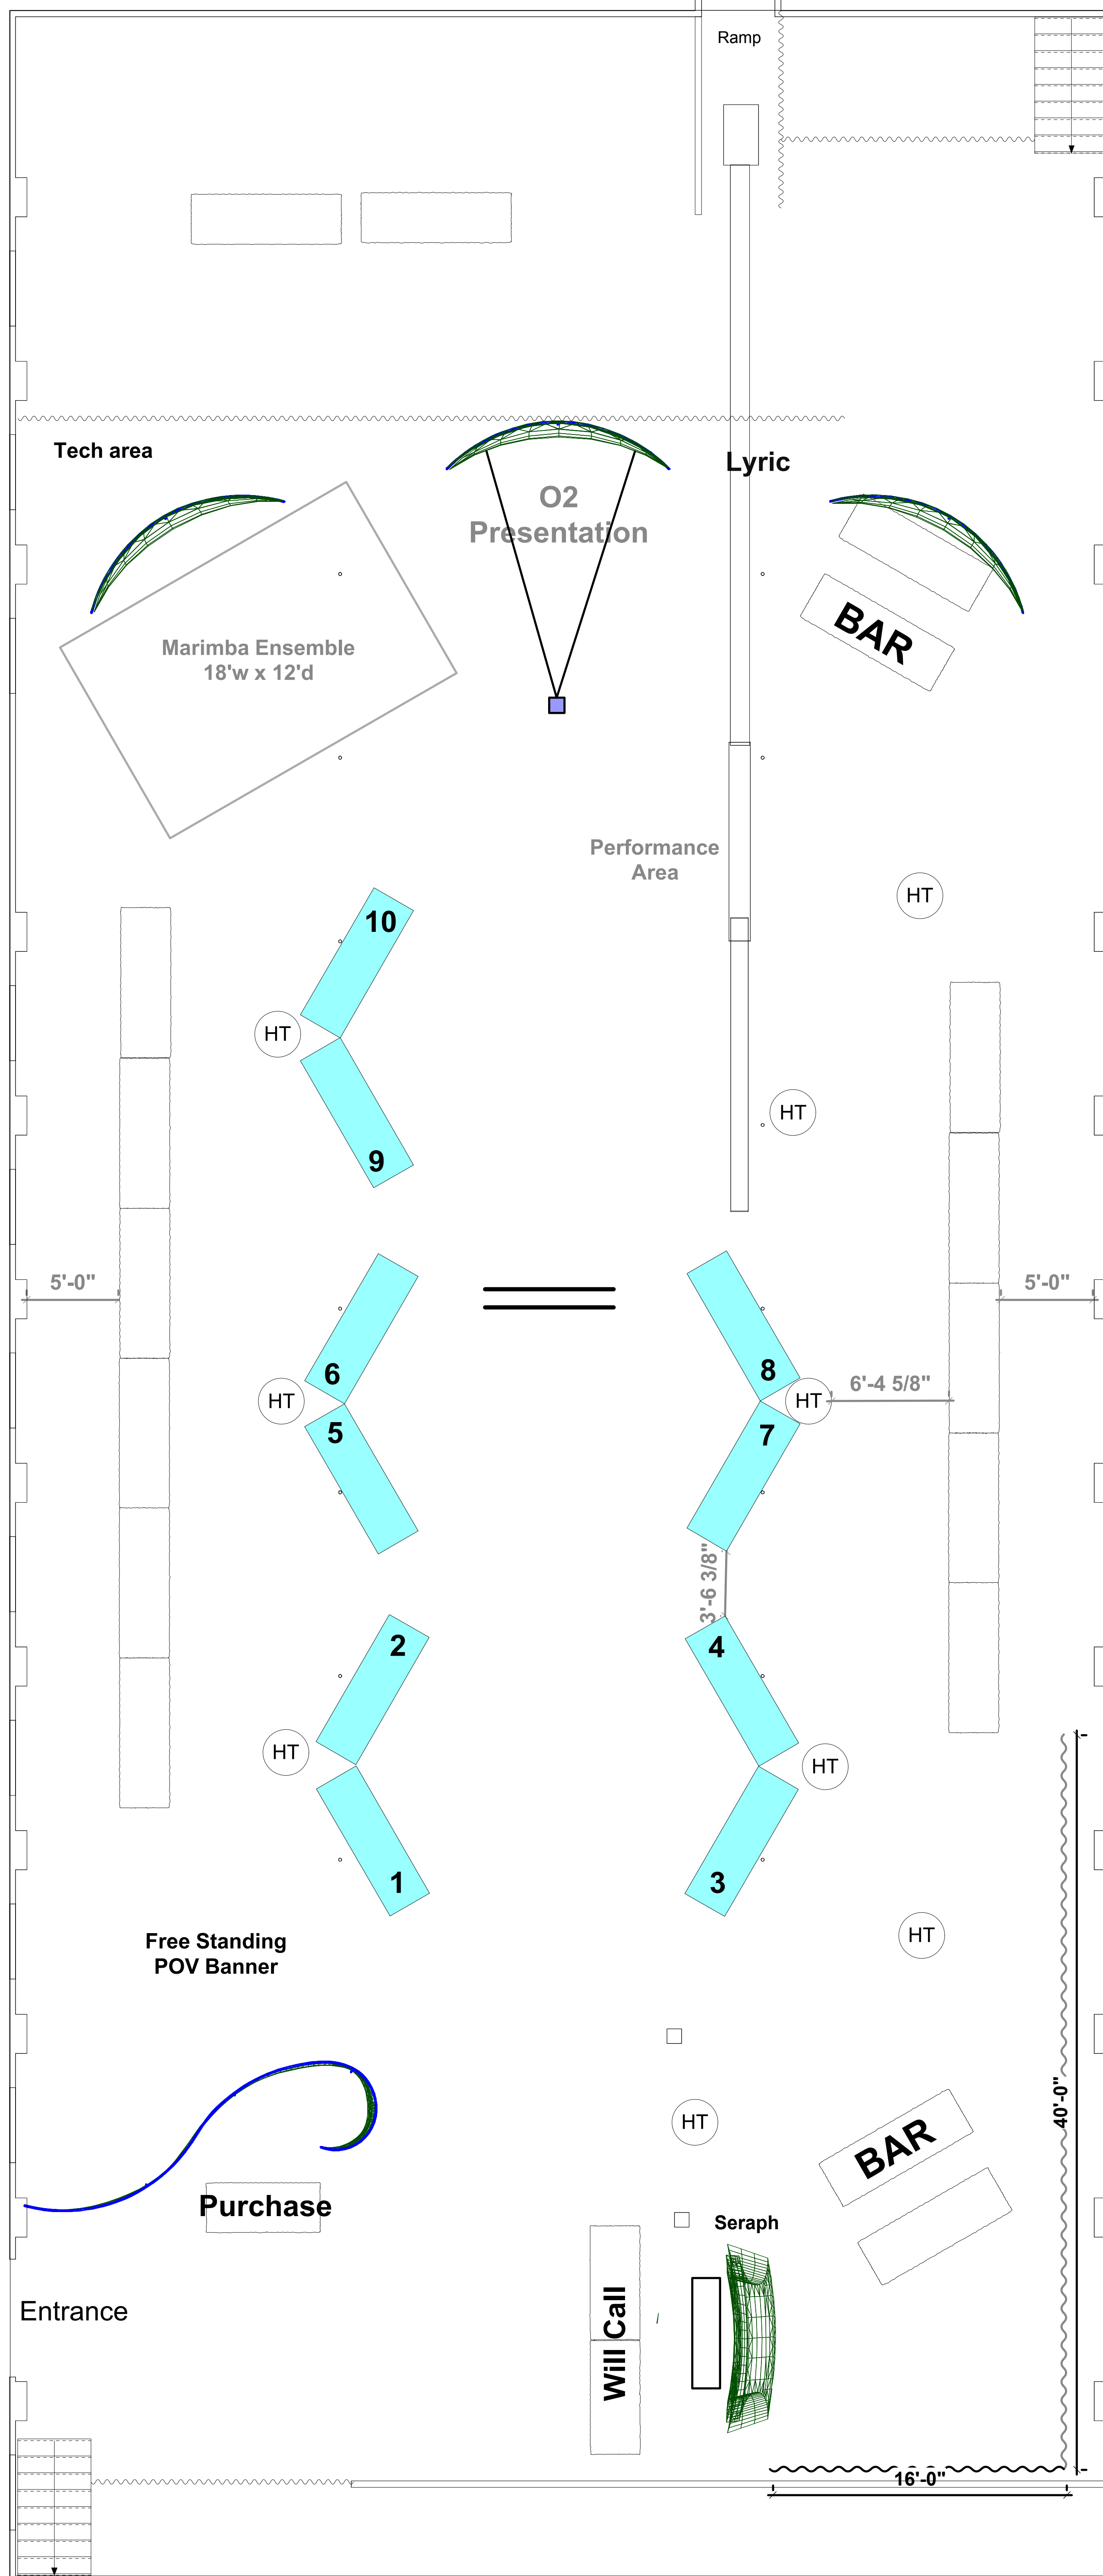 Ramp
Tech area
Lyric
O2
Presentation
BAR
Marimba Ensemble
18'w x 12'd
Performance
Area
HT
10
HT
HT
9
5'-0"
5'-0"
6
8
6'-4 5/8"
HT
HT
5
7
3'-6 3/8"
2
4
HT
HT
1
3
HT
Free Standing
POV Banner
40'-0"
HT
BAR
Purchase
Seraph
Entrance
Will Call
16'-0"